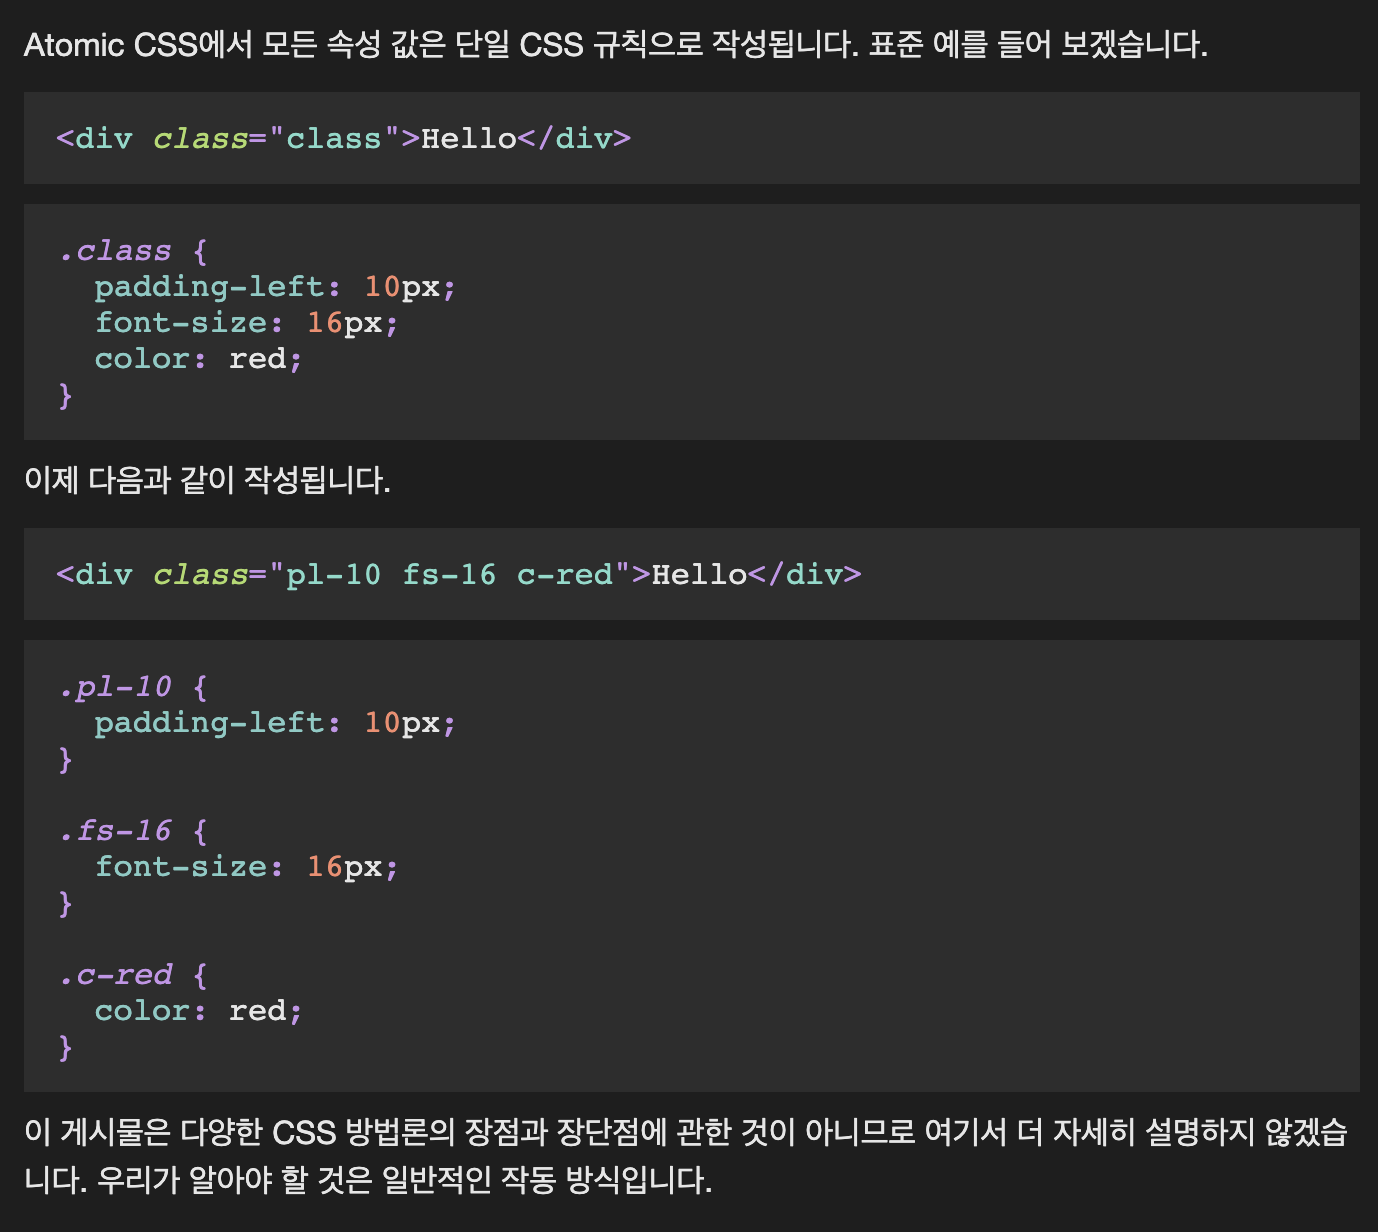 Atomic CSS에서 모든 속성 값은 단일 CSS 규칙으로 작성됩니다. 표준 예를 들어 보겠습니다.
<div class="class">Hello</div>
.class {
  padding-left: 10px;
  font-size: 16px;
  color: red;
}
이제 다음과 같이 작성됩니다.
<div class="pl-10 fs-16 c-red">Hello</div>
.pl-10 {
  padding-left: 10px;
}
.fs-16 {
  font-size: 16px;
}
.c-red {
  color: red;
}
이 게시물은 다양한 CSS 방법론의 장점과 장단점에 관한 것이 아니므로 여기서 더 자세히 설명하지 않겠습
니다. 우리가 알아야 할 것은 일반적인 작동 방식입니다.